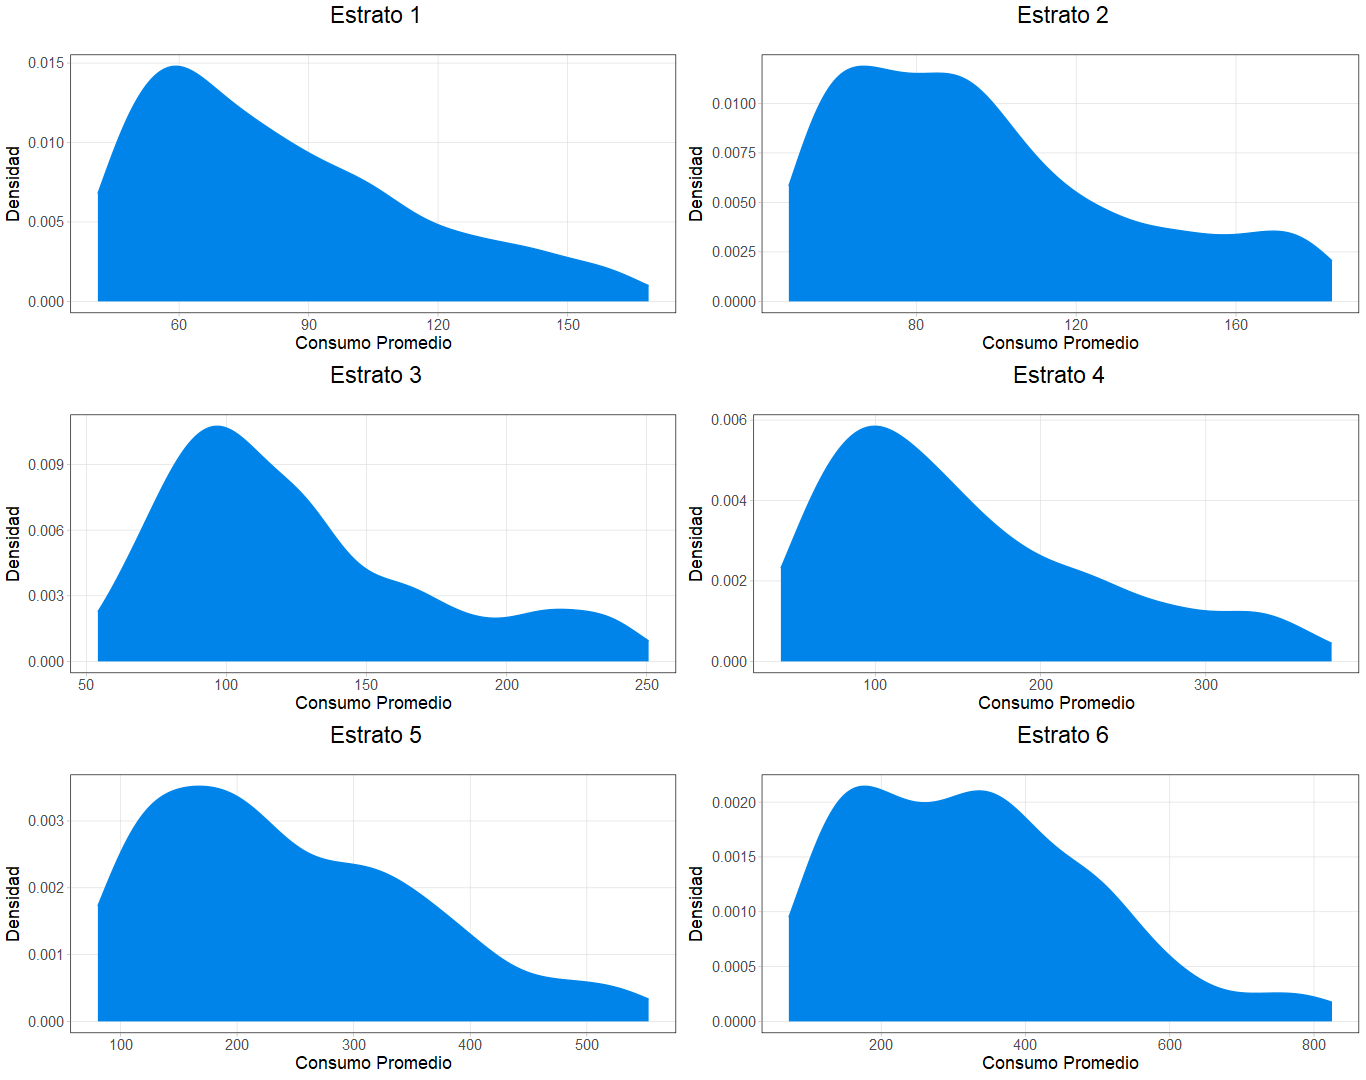 Estrato 1
Densidad
0.015
0.010
0.005
0.000
60 90 120 150
Consumo Promedio
Estrato 2
Densidad
0.0100
0.0075
0.0050
0.0025
0.0000
80 120 160
Consumo Promedio
Estrato 3
Densidad
0.009
0.006
0.003
0.000
50 100 150 200 250
Consumo Promedio
Estrato 4
Densidad
0.006
0.004
0.002
0.000
100 200 300
Consumo Promedio
Estrato 5
Densidad
0.003
0.002
0.001
0.000
100 200 300 400 500
Consumo Promedio
Estrato 6
Densidad
0.0020
0.0015
0.0010
0.0005
0.0000
200 400 600 800
Consumo Promedio